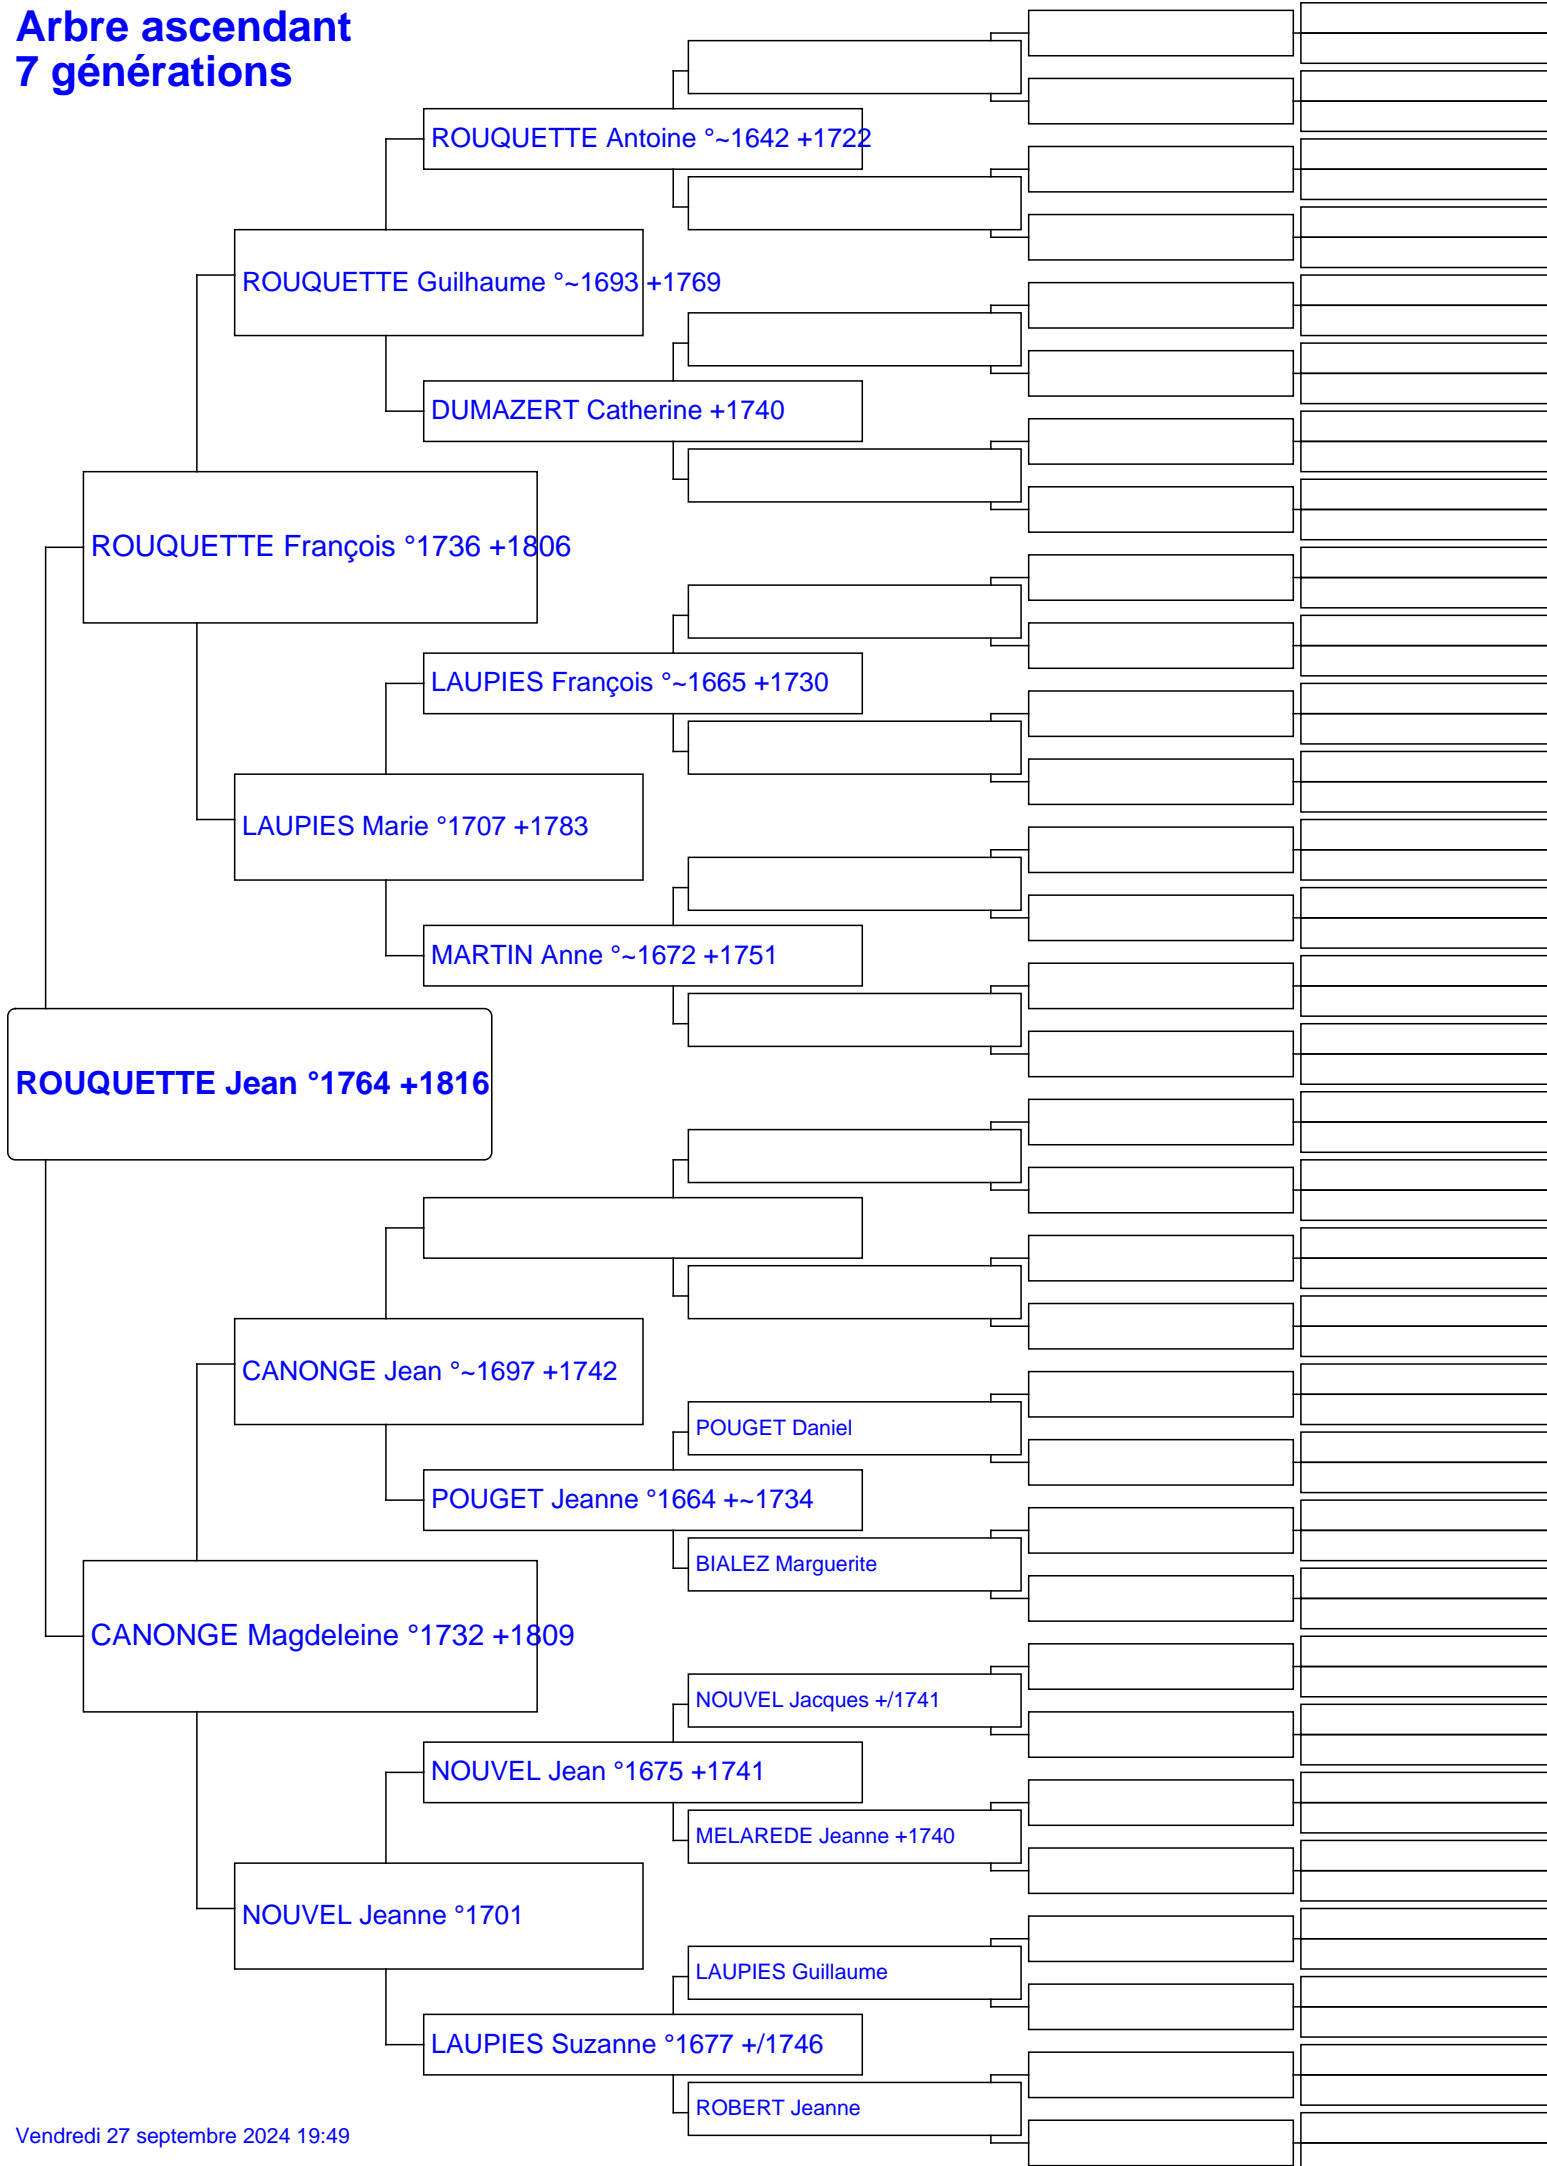 Arbre ascendant
7 générations
ROUQUETTE Antoine °~1642 +1722
ROUQUETTE Guilhaume °~1693 +1769
DUMAZERT Catherine +1740
ROUQUETTE François °1736 +1806
LAUPIES François °~1665 +1730
LAUPIES Marie °1707 +1783
MARTIN Anne °~1672 +1751
ROUQUETTE Jean °1764 +1816
CANONGE Jean °~1697 +1742
POUGET Daniel
POUGET Jeanne °1664 +~1734
BIALEZ Marguerite
CANONGE Magdeleine °1732 +1809
NOUVEL Jacques +/1741
NOUVEL Jean °1675 +1741
MELAREDE Jeanne +1740
NOUVEL Jeanne °1701
LAUPIES Guillaume
LAUPIES Suzanne °1677 +/1746
ROBERT Jeanne
Vendredi 27 septembre 2024 19:49